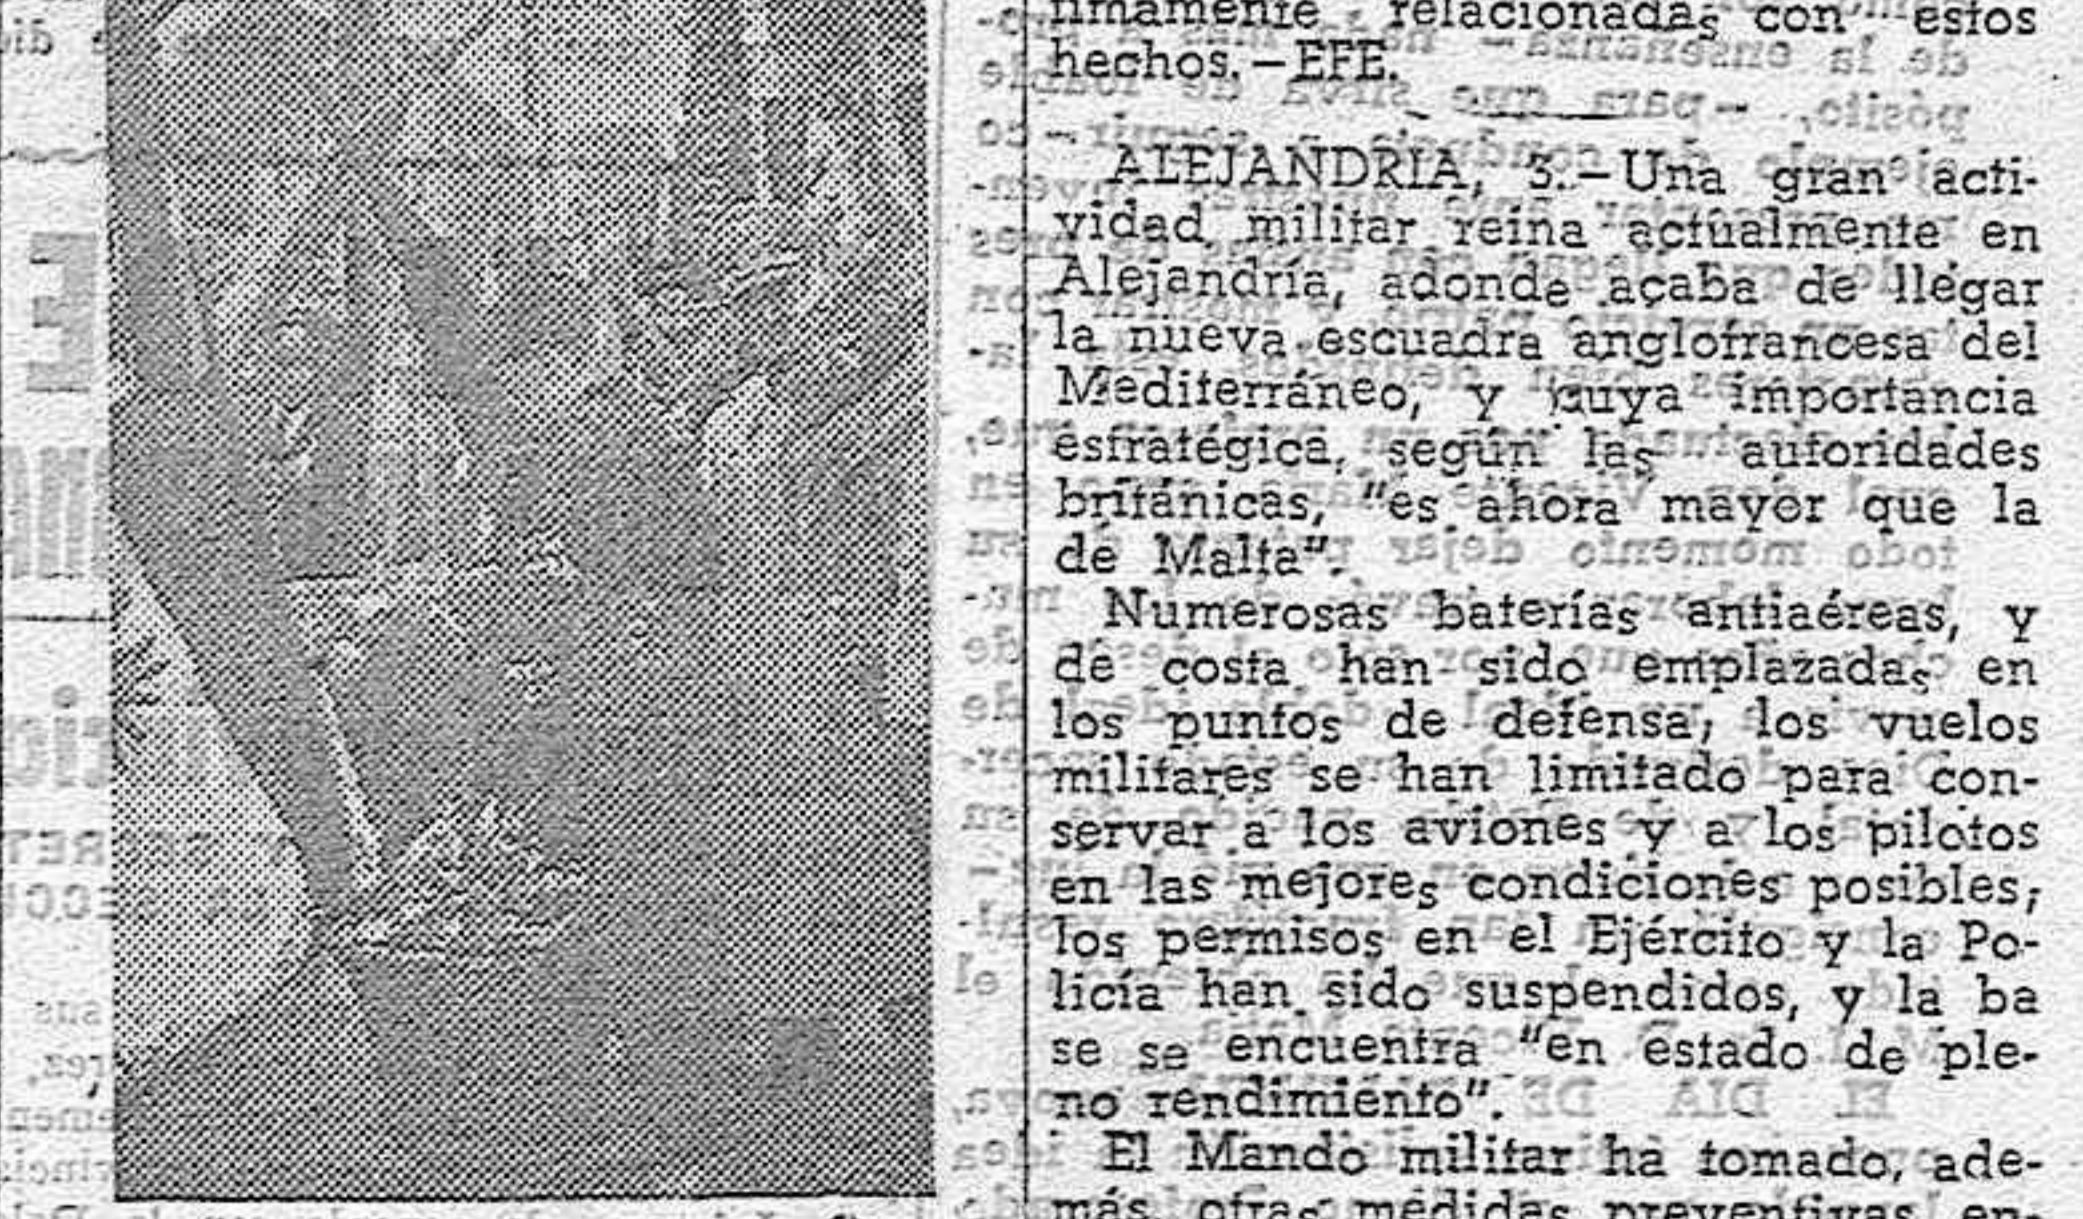 timamente relacionadas con estos
hechos.—EFE.
ALEJANDRIA, 3.—Una gran acti-
vidad militar reina actualmente en
Alejandría, adonde acaba de llegar
la nueva escuadra anglofrancesa del
Mediterráneo, y cuya importancia
estratégica, según las autoridades
británicas, "es ahora mayor que la
de Malta".
Numerosas baterías antiaéreas, y
de costa han sido emplazadas en
los puntos de defensa; los vuelos
militares se han limitado para con-
servar a los aviones y a los pilotos
en las mejores condiciones posibles;
los permisos en el Ejército y la Po-
licía han sido suspendidos, y la ba
se se encuentra "en estado de ple-
no rendimiento".
El Mando militar ha tomado, ade-
más, otras medidas preventivas en-